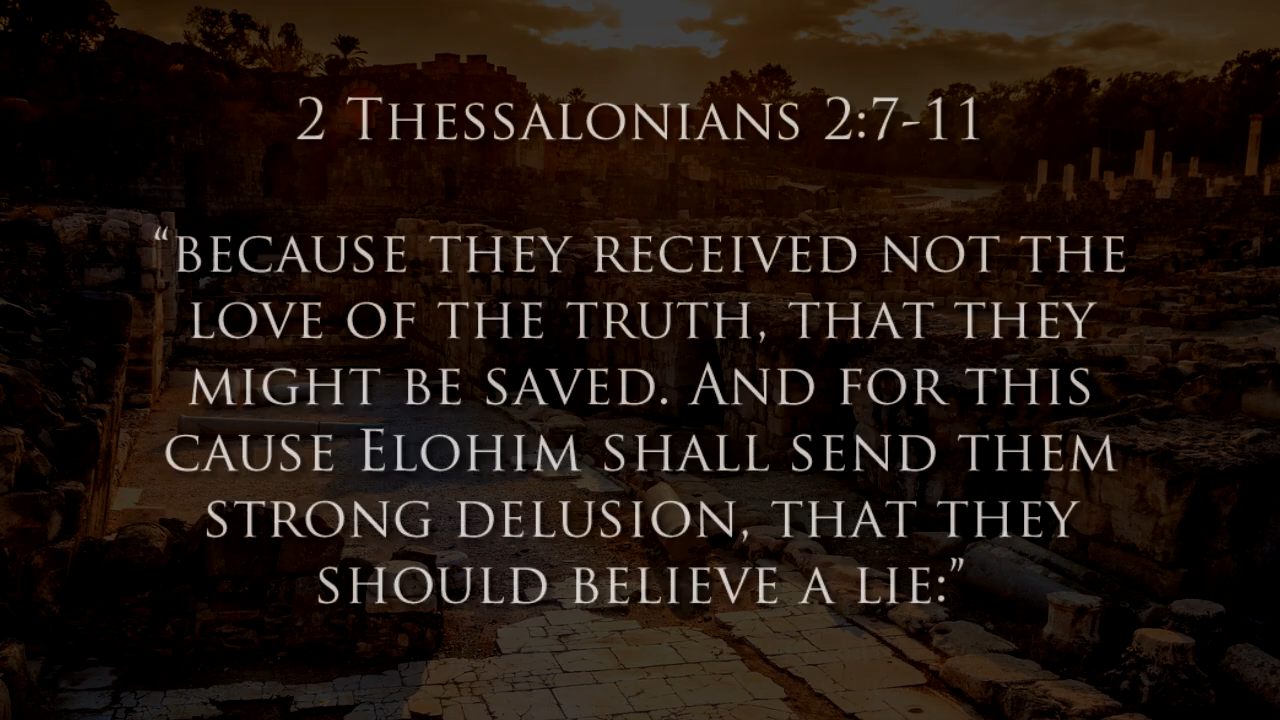 2 Thessalonians 2:7-11
“because they received not the
love of the truth, that they
might be saved. And for this
cause Elohim shall send them
strong delusion, that they
should believe a lie:”